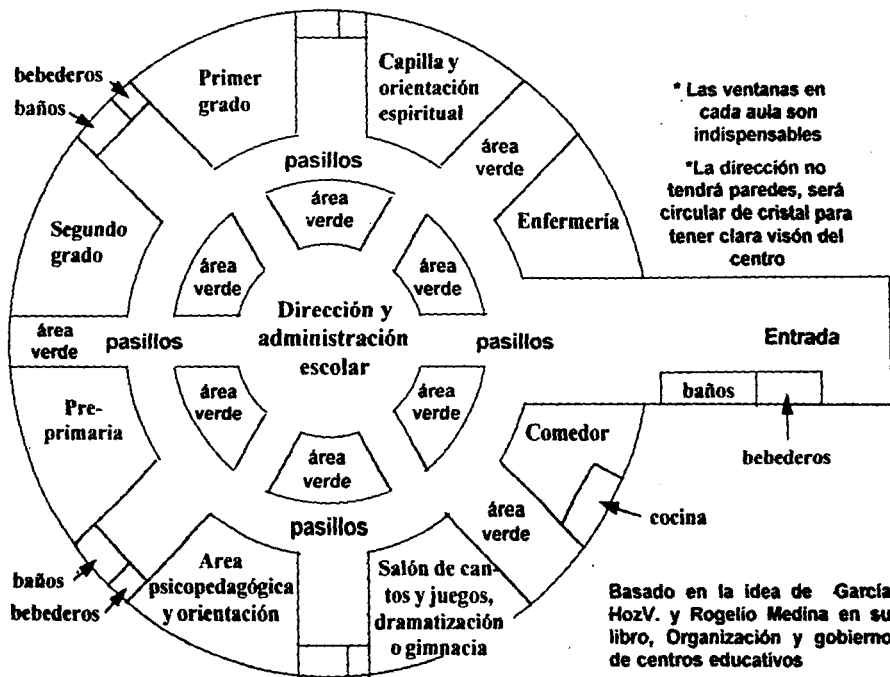 bebederos
baños
Primer
grado
Capilla y
orientación
espiritual
* Las ventanas en
cada aula son
indispensables
*La dirección no
tendrá paredes, será
circular de cristal para
tener clara visón del
centro
pasillos
área
verde
área
verde
Enfermería
Segundo
grado
área
verde
área
verde
Dirección y
administración
escolar
área
verde
pasillos
pasillos
Entrada
baños
bebederos
Pre-
primaria
área
verde
área
verde
área
verde
Comedor
área
verde
cocina
pasillos
baños
bebederos
Area
psicopedagógica
y orientación
Salón de can-
tos y juegos,
dramatización
o gimnacia
Basado en la idea de García
HozV. y Rogelio Medina en su
libro, Organización y gobierno
de centros educativos